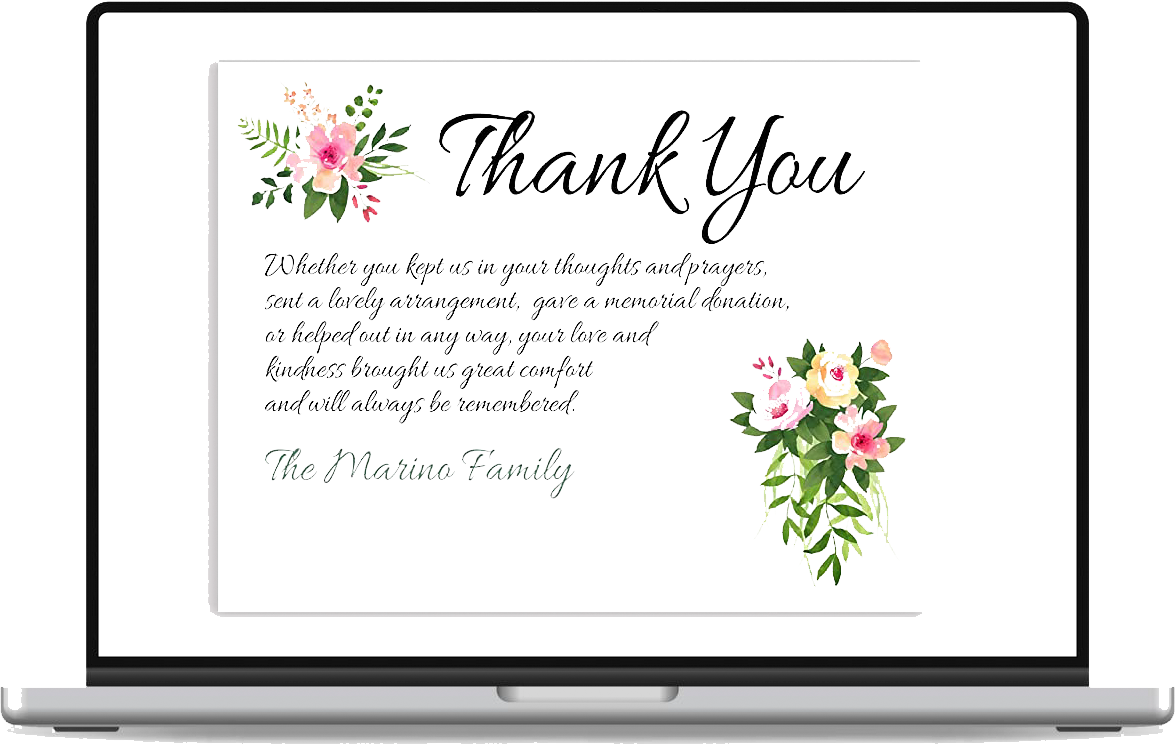 Thank You
Whether you kept us in your thoughts and prayers,
sent a lovely arrangement, gave a memorial donation,
or helped out in any way, your love and
kindness brought us great comfort
and will always be remembered.
The Marino Family